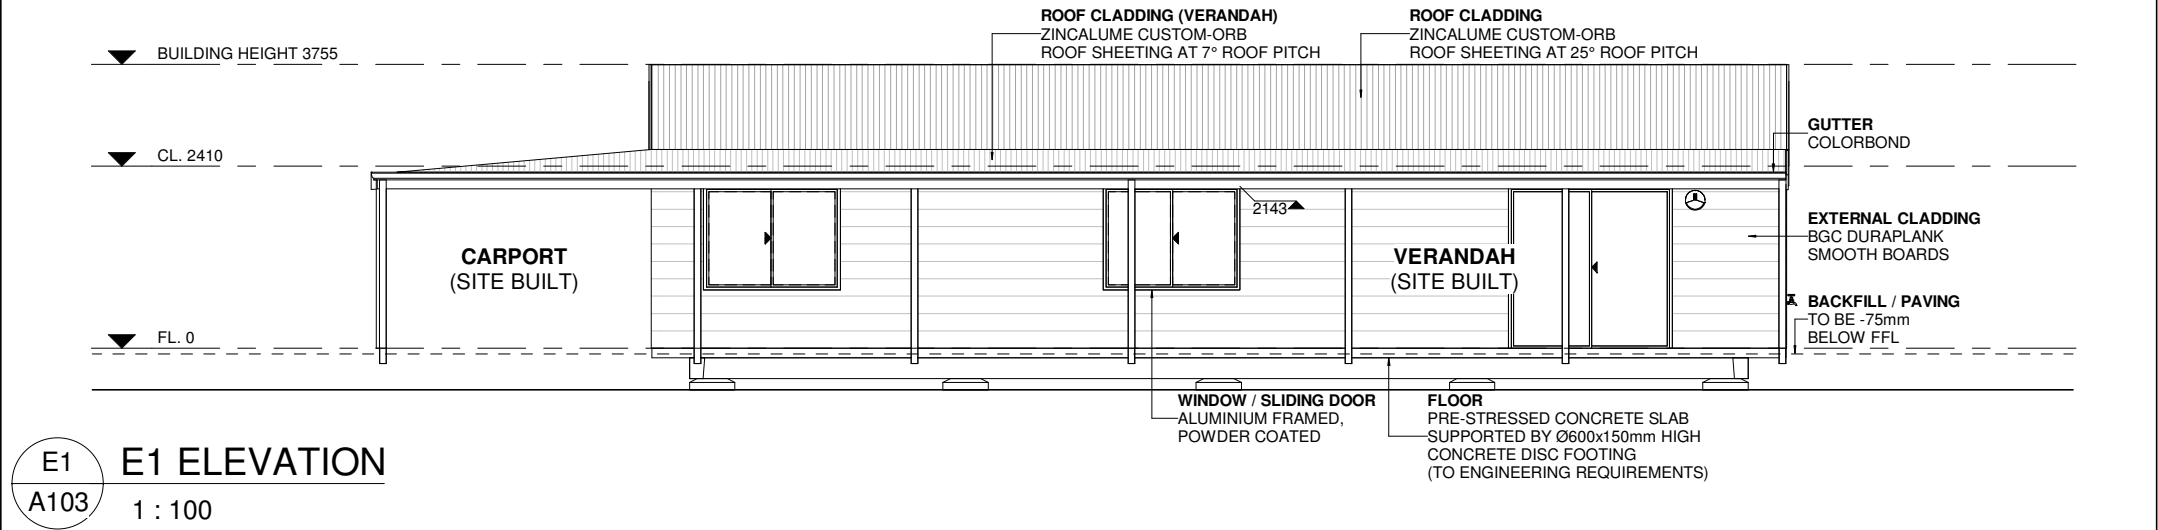 ROOF CLADDING (VERANDAH)
ZINCALUME CUSTOM-ORB
ROOF SHEETING AT 7° ROOF PITCH
ROOF CLADDING
ZINCALUME CUSTOM-ORB
ROOF SHEETING AT 25° ROOF PITCH
BUILDING HEIGHT 3755
GUTTER
COLORBOND
CL. 2410
2143
EXTERNAL CLADDING
BGC DURAPLANK
SMOOTH BOARDS
CARPORT
(SITE BUILT)
VERANDAH
(SITE BUILT)
BACKFILL / PAVING
TO BE -75mm
BELOW FFL
FL. 0
WINDOW / SLIDING DOOR
ALUMINIUM FRAMED,
POWDER COATED
FLOOR
PRE-STRESSED CONCRETE SLAB
SUPPORTED BY Ø600x150mm HIGH
CONCRETE DISC FOOTING
(TO ENGINEERING REQUIREMENTS)
E1
A103
E1 ELEVATION
1 : 100